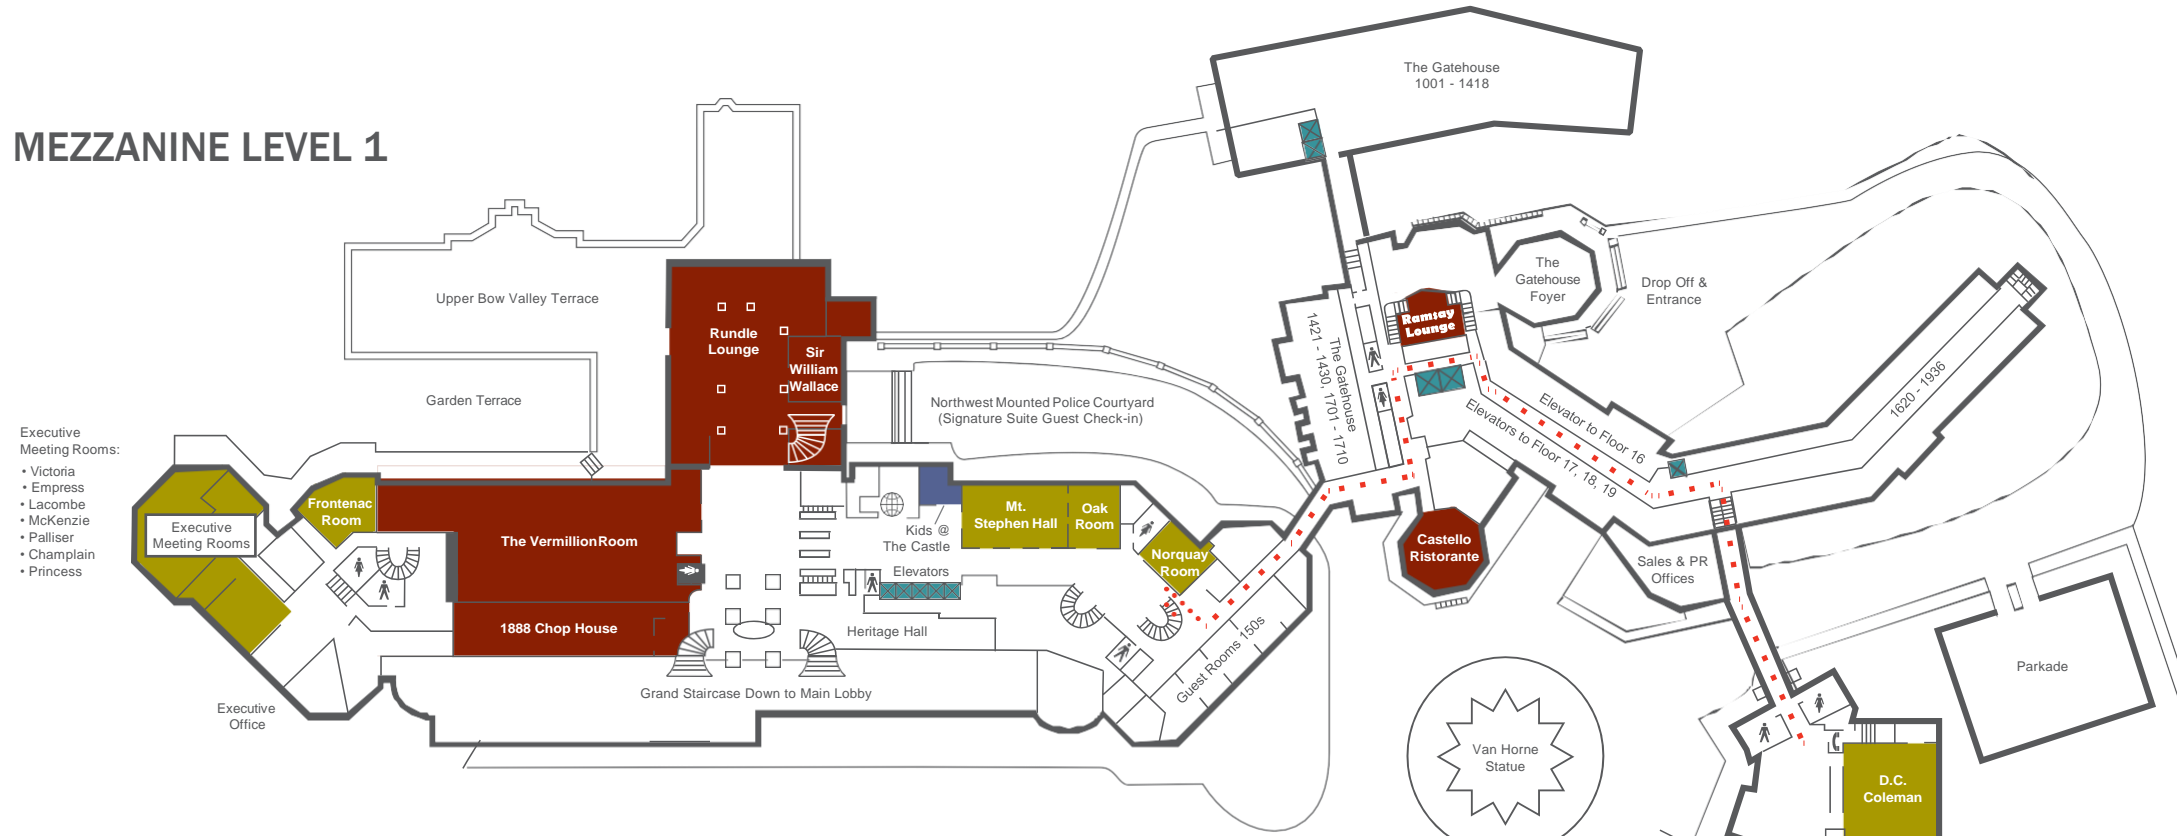 MEZZANINE LEVEL 1
The Gatehouse
1001 - 1418
Upper Bow Valley Terrace
Rundle
Lounge
Sir
William
Wallace
Garden Terrace
Northwest Mounted Police Courtyard
(Signature Suite Guest Check-in)
The
Gatehouse
Foyer
Drop Off &
Entrance
Ramsay
Lounge
The Gatehouse
1421 - 1430, 1701 - 1710
Elevator to Floor 16
Elevators to Floor 17, 18, 19
1620 - 1936
Executive
Meeting Rooms:
• Victoria
• Empress
• Lacombe
• McKenzie
• Palliser
• Champlain
• Princess
Executive
Meeting Rooms
Frontenac
Room
The VermillionRoom
1888 Chop House
Kids @
The Castle
Mt.
Stephen Hall
Oak
Room
Norquay
Room
Elevators
Heritage Hall
Grand Staircase Down to Main Lobby
Executive
Office
Guest Rooms 150s
Castello
Ristorante
Sales & PR
Offices
Parkade
Van Horne
Statue
D.C.
Coleman